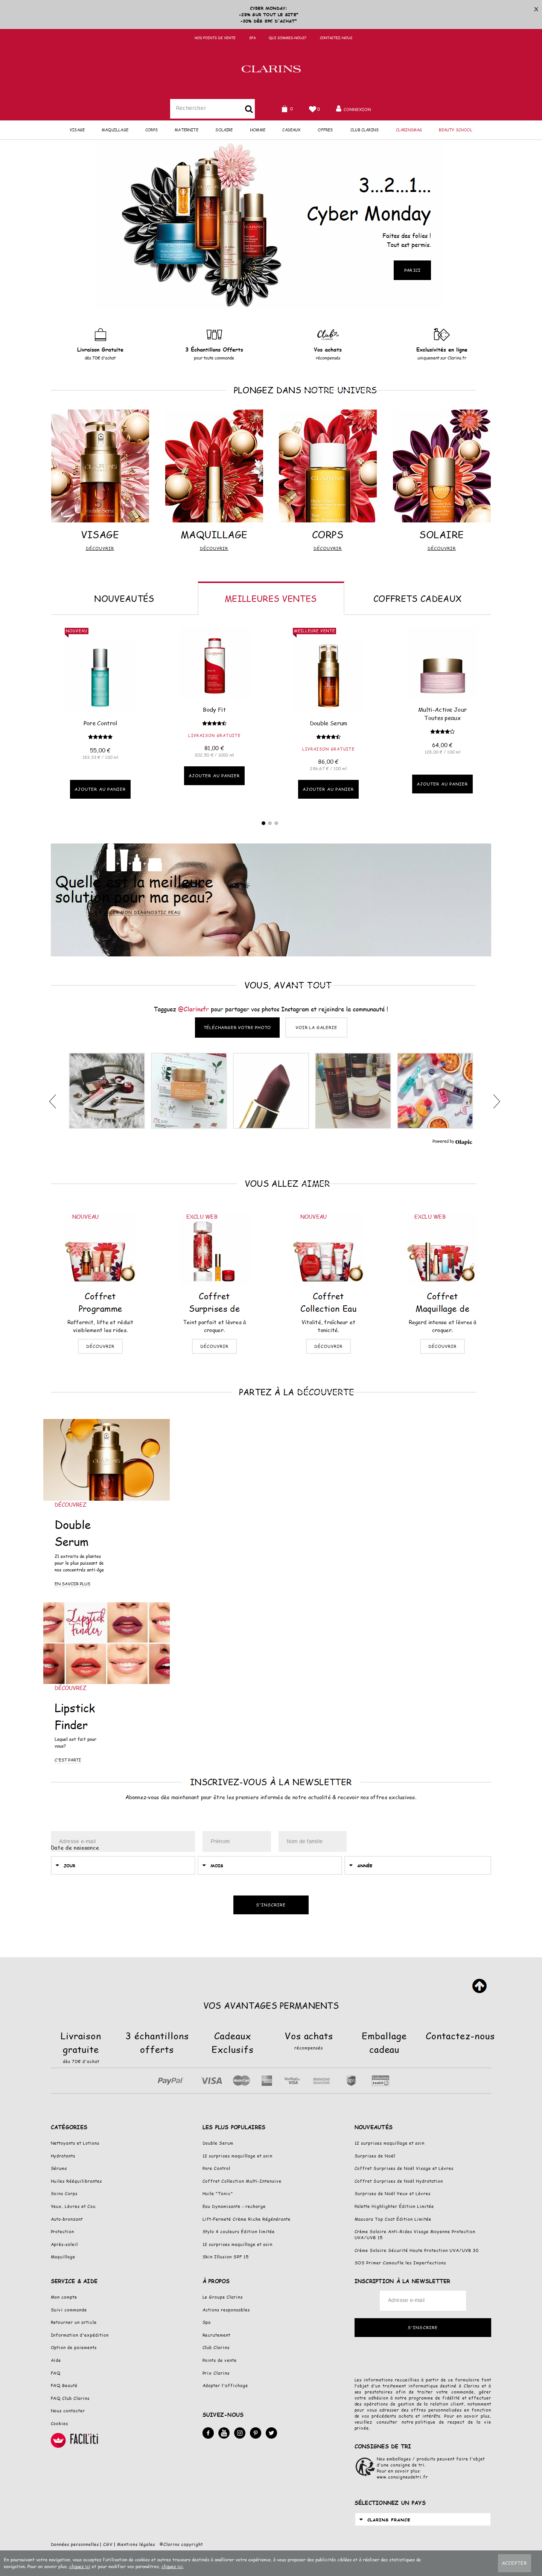 CYBER MONDAY:
-25% SUR TOUT LE SITE*
-30% DÈS 89€ D'ACHAT*
X
NOS POINTS DE VENTE SPA QUI SOMMES-NOUS? CONTACTEZ-NOUS
CLARINS
Rechercher 0 0 CONNEXION
VISAGE MAQUILLAGE CORPS MATERNITE SOLAIRE HOMME CADEAUX OFFRES CLUB CLARINS CLARINSMAG BEAUTY SCHOOL
3...2...1...
Cyber Monday
Faites des folies !
Tout est permis.
PAR ICI
Livraison Gratuite
dès 70€ d'achat
3 Échantillons Offerts
pour toute commande
Vos achats
récompensés
Exclusivités en ligne
uniquement sur Clarins.fr
PLONGEZ DANS NOTRE UNIVERS
VISAGE MAQUILLAGE CORPS SOLAIRE
DÉCOUVRIR DÉCOUVRIR DÉCOUVRIR DÉCOUVRIR
NOUVEAUTÉS MEILLEURES VENTES COFFRETS CADEAUX
NOUVEAU
Pore Control
55,00 €
183,33 € / 100 ml
AJOUTER AU PANIER
Body Fit
LIVRAISON GRATUITE
81,00 €
AJOUTER AU PANIER
MEILLEURE VENTE
Double Serum
LIVRAISON GRATUITE
86,00 €
286,67 € / 100 ml
AJOUTER AU PANIER
Multi-Active Jour
Toutes peaux
64,00 €
128,00 € / 100 ml
AJOUTER AU PANIER
Quelle est la meilleure
solution pour ma peau?
MON DIAGNOSTIC PEAU
VOUS, AVANT TOUT
Tagguez @Clarinsfr pour partager vos photos Instagram et rejoindre la communauté !
TÉLÉCHARGER VOTRE PHOTO VOIR LA GALERIE
Powered by Olapic
VOUS ALLEZ AIMER
NOUVEAU
Coffret
Programme
Raffermit, lifte et réduit
visiblement les rides.
DÉCOUVRIR
EXCLU WEB
Coffret
Surprises de
Teint parfait et lèvres à
croquer.
DÉCOUVRIR
NOUVEAU
Coffret
Collection Eau
Vitalité, fraîcheur et
tonicité.
DÉCOUVRIR
EXCLU WEB
Coffret
Maquillage de
Regard intense et lèvres à
croquer.
DÉCOUVRIR
PARTEZ À LA DÉCOUVERTE
DÉCOUVREZ
Double
Serum
21 extraits de plantes
pour le plus puissant de
nos concentrés anti-âge
EN SAVOIR PLUS
Lipstick
Finder
DÉCOUVREZ
Lipstick
Finder
Lequel est fait pour
vous?
C'EST PARTI
INSCRIVEZ-VOUS À LA NEWSLETTER
Abonnez-vous dès maintenant pour être les premiere informés de notre actualité & recevoir nos offres exclusives.
Adresse e-mail Prénom Nom de famille
Date de naissance
JOUR MOIS ANNÉE
S'INSCRIRE
VOS AVANTAGES PERMANENTS
Livraison
gratuite
dès 70€ d'achat
3 échantillons
offerts
Cadeaux
Exclusifs
Vos achats
récompensés
Emballage
cadeau
Contactez-nous
PayPal VISA
CATÉGORIES
Nettoyants et Lotions
Hydratants
Sérums
Huiles Rééquilibrantes
Soins Corps
Yeux, Lèvres et Cou
Auto-bronzant
Protection
Après-soleil
Maquillage
LES PLUS POPULAIRES
Double Serum
12 surprises maquillage et soin
Pore Control
Coffret Collection Multi-Intensive
Huile "Tonic"
Eau Dynamisante - recharge
Lift-Fermeté Crème Riche Régénérante
Stylo 4 couleurs Édition limitée
12 surprises maquillage et soin
Skin Illusion SPF 15
NOUVEAUTÉS
12 surprises maquillage et soin
Surprises de Noël
Coffret Surprises de Noël Visage et Lèvres
Coffret Surprises de Noël Hydratation
Surprises de Noël Yeux et Lèvres
Palette Highlighter Édition Limitée
Mascara Top Coat Édition Limitée
Crème Solaire Anti-Rides Visage Moyenne Protection
UVA/UVB 15
Crème Solaire Sécurité Haute Protection UVA/UVB 30
SOS Primer Camoufle les Imperfections
SERVICE & AIDE
Mon compte
Suivi commande
Retourner un article
Information d'expédition
Option de paiements
Aide
FAQ
FAQ Beauté
FAQ Club Clarins
Nous contacter
Cookies
FACIL'iti
À PROPOS
Le Groupe Clarins
Actions responsables
Spa
Recrutement
Club Clarins
Points de vente
Prix Clarins
Adapter l'affichage
SUIVEZ-NOUS
INSCRIPTION À LA NEWSLETTER
Adresse e-mail
S'INSCRIRE
Les informations recueillies à partir de ce formulaire font
l'objet d'un traitement informatique destiné à Clarins et à
ses prestataires afin de traiter votre commande, gérer
votre adhésion à notre programme de fidélité et effectuer
des opérations de gestion de la relation client, notamment
pour vous adresser des offres personnalisées en fonction
de vos précédents achats et intérêts. Pour en savoir plus,
veuillez consulter notre politique de respect de la vie
privée.
CONSIGNES DE TRI
Nos emballages / produits peuvent faire l'objet
d'une consigne de tri.
Pour en savoir plus:
www.consignesdetri.fr
SÉLECTIONNEZ UN PAYS
CLARINS FRANCE
Données personnelles | CGV | Mentions légales ©Clarins copyright
En poursuivant votre navigation, vous acceptez l'utilisation de cookies et autres traceurs toujours destinés à améliorer votre expérience, à vous proposer des publicités ciblées et à réaliser des statistiques de
navigation. Pour en savoir plus, cliquez ici et pour modifier vos paramètres, cliquez ici.
ACCEPTER